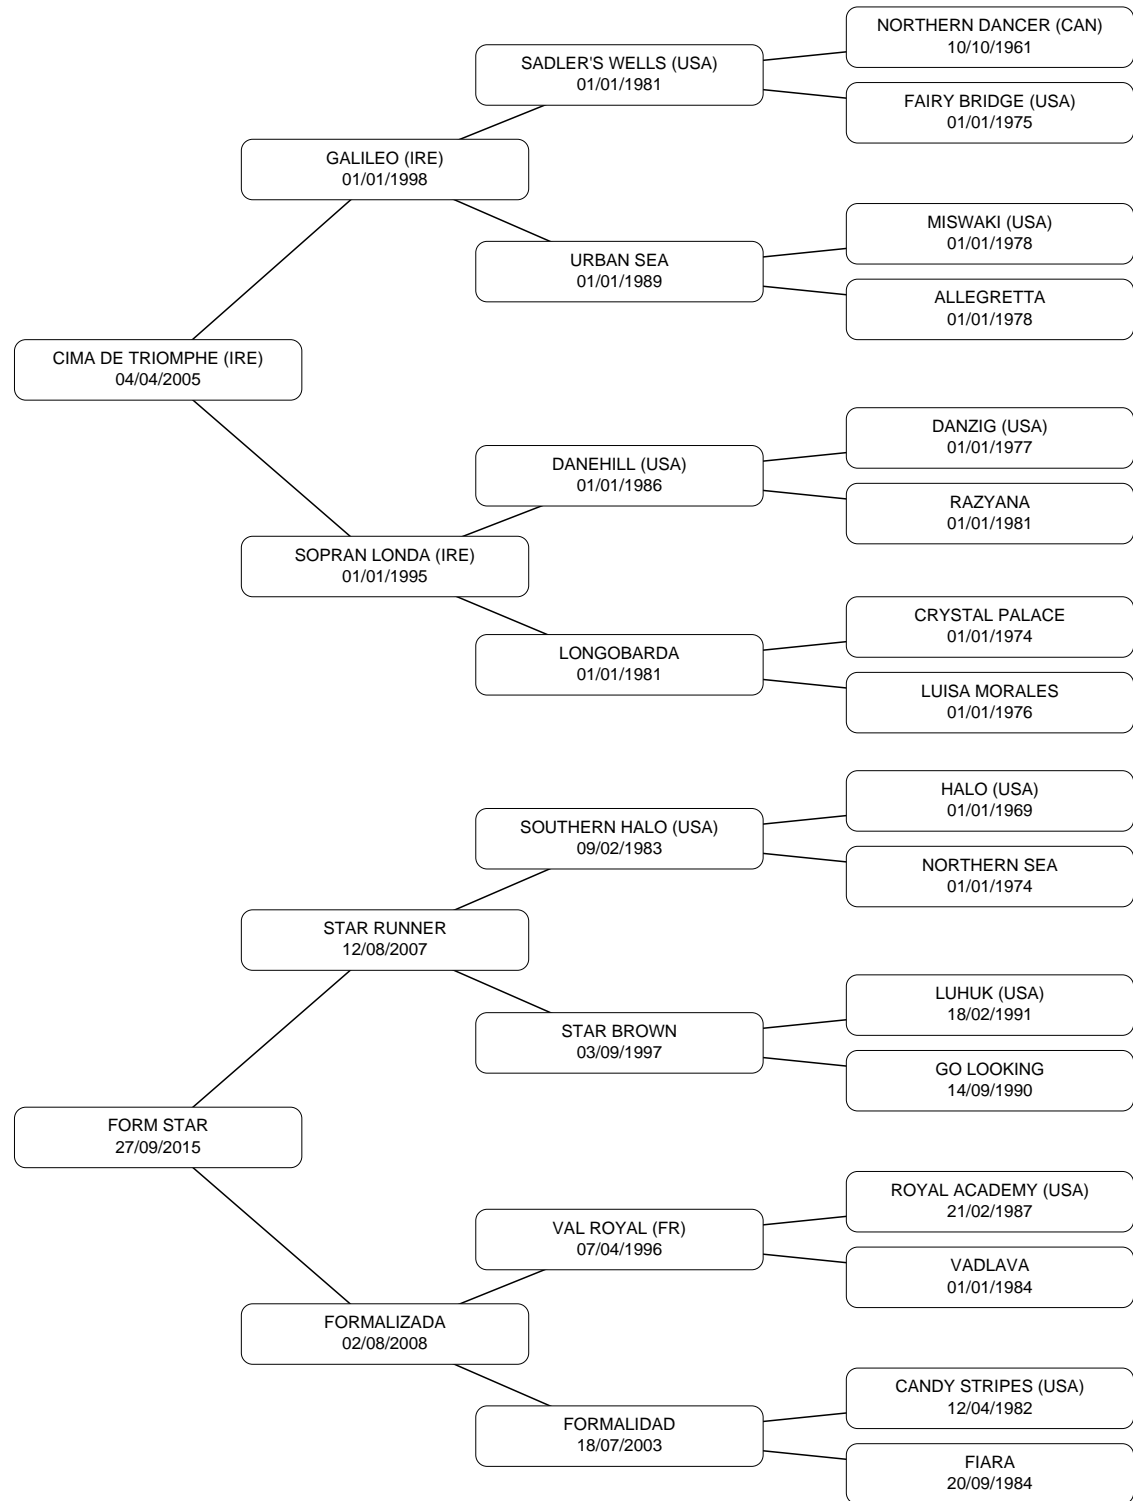 NORTHERN DANCER (CAN)
10/10/1961
SADLER'S WELLS (USA)
01/01/1981
FAIRY BRIDGE (USA)
01/01/1975
GALILEO (IRE)
01/01/1998
MISWAKI (USA)
01/01/1978
URBAN SEA
01/01/1989
ALLEGRETTA
01/01/1978
CIMA DE TRIOMPHE (IRE)
04/04/2005
DANZIG (USA)
01/01/1977
DANEHILL (USA)
01/01/1986
RAZYANA
01/01/1981
SOPRAN LONDA (IRE)
01/01/1995
CRYSTAL PALACE
01/01/1974
LONGOBARDA
01/01/1981
LUISA MORALES
01/01/1976
HALO (USA)
01/01/1969
SOUTHERN HALO (USA)
09/02/1983
NORTHERN SEA
01/01/1974
STAR RUNNER
12/08/2007
LUHUK (USA)
18/02/1991
STAR BROWN
03/09/1997
GO LOOKING
14/09/1990
FORM STAR
27/09/2015
ROYAL ACADEMY (USA)
21/02/1987
VAL ROYAL (FR)
07/04/1996
VADLAVA
01/01/1984
FORMALIZADA
02/08/2008
CANDY STRIPES (USA)
12/04/1982
FORMALIDAD
18/07/2003
FIARA
20/09/1984